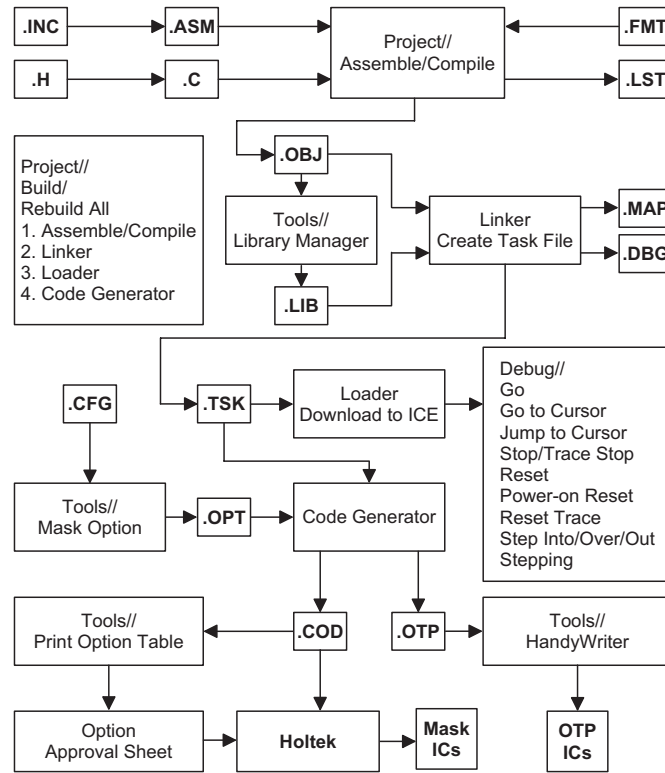 .INC
.ASM
Project//
Assemble/Compile
.FMT
.H
.C
.LST
Project//
Build/
Rebuild All
1. Assemble/Compile
2. Linker
3. Loader
4. Code Generator
.OBJ
Tools//
Library Manager
.LIB
Linker
Create Task File
.MAP
.DBG
.CFG
.TSK
Loader
Download to ICE
Debug//
Go
Go to Cursor
Jump to Cursor
Stop/Trace Stop
Reset
Power-on Reset
Reset Trace
Step Into/Over/Out
Stepping
Tools//
Mask Option
.OPT
Code Generator
Tools//
Print Option Table
.COD
.OTP
Tools//
HandyWriter
Option
Approval Sheet
Holtek
Mask
ICs
OTP
ICs